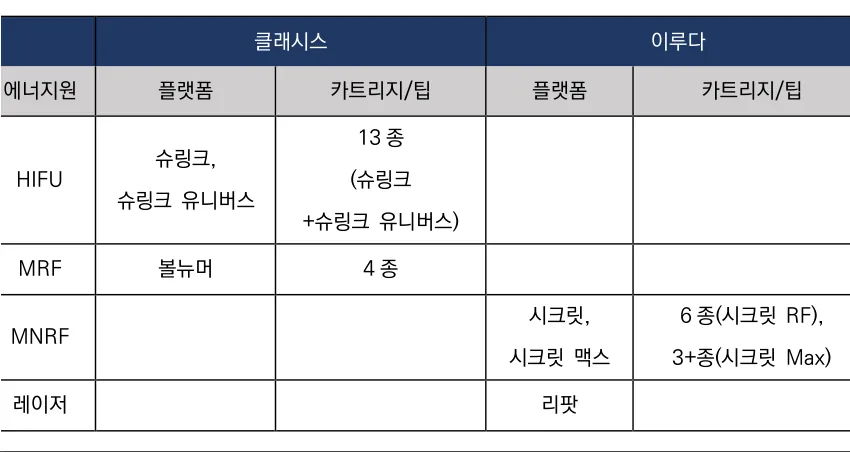 클래시스 이루다
에너지원 플랫폼 카트리지/팁 플랫폼 카트리지/팁
HIFU 슈링크, 슈링크 유니버스 13종 (슈링크 +슈링크 유니버스)
MRF 볼뉴머 4종
MNRF 시크릿, 시크릿 맥스 6종(시크릿 RF), 3+종(시크릿 Max)
레이저 리팟